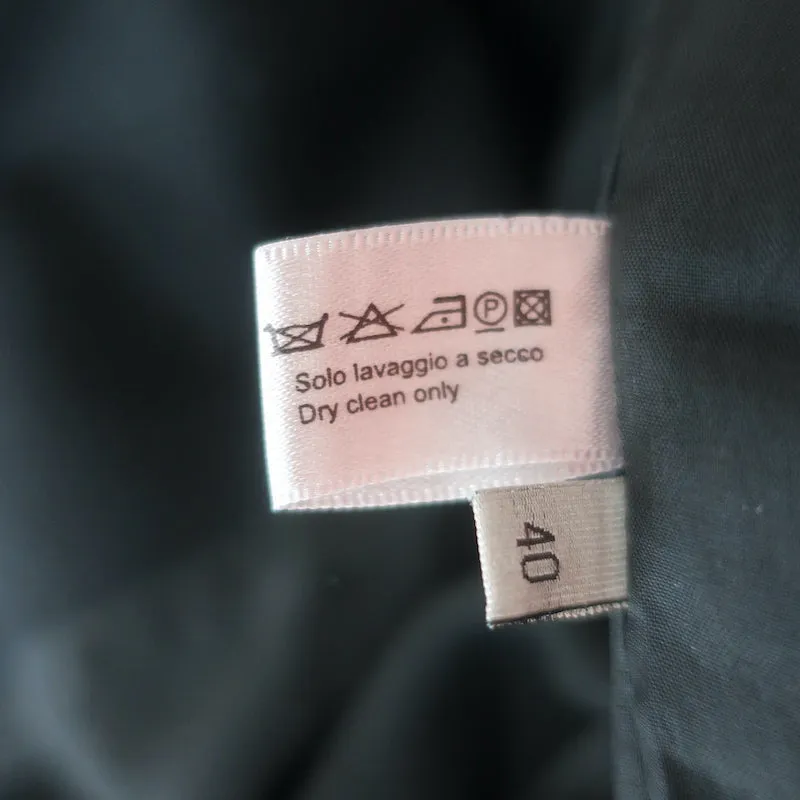 P
Solo lavaggio a secco
Dry clean only
40